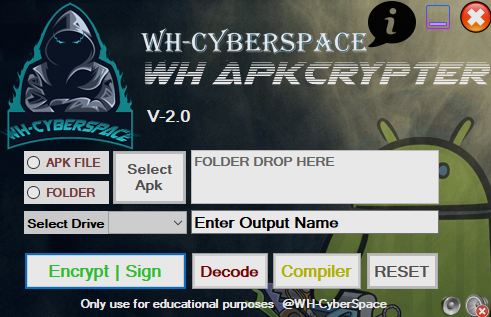 WH-CYBERSPACE
WH APKCRYPTER
WH-CYBERSPACE
V-2.0
APK FILE
Select Apk
FOLDER DROP HERE
FOLDER
Select Drive
Enter Output Name
Encrypt | Sign
Decode
Compiler
RESET
Only use for educational purposes @WH-CyberSpace